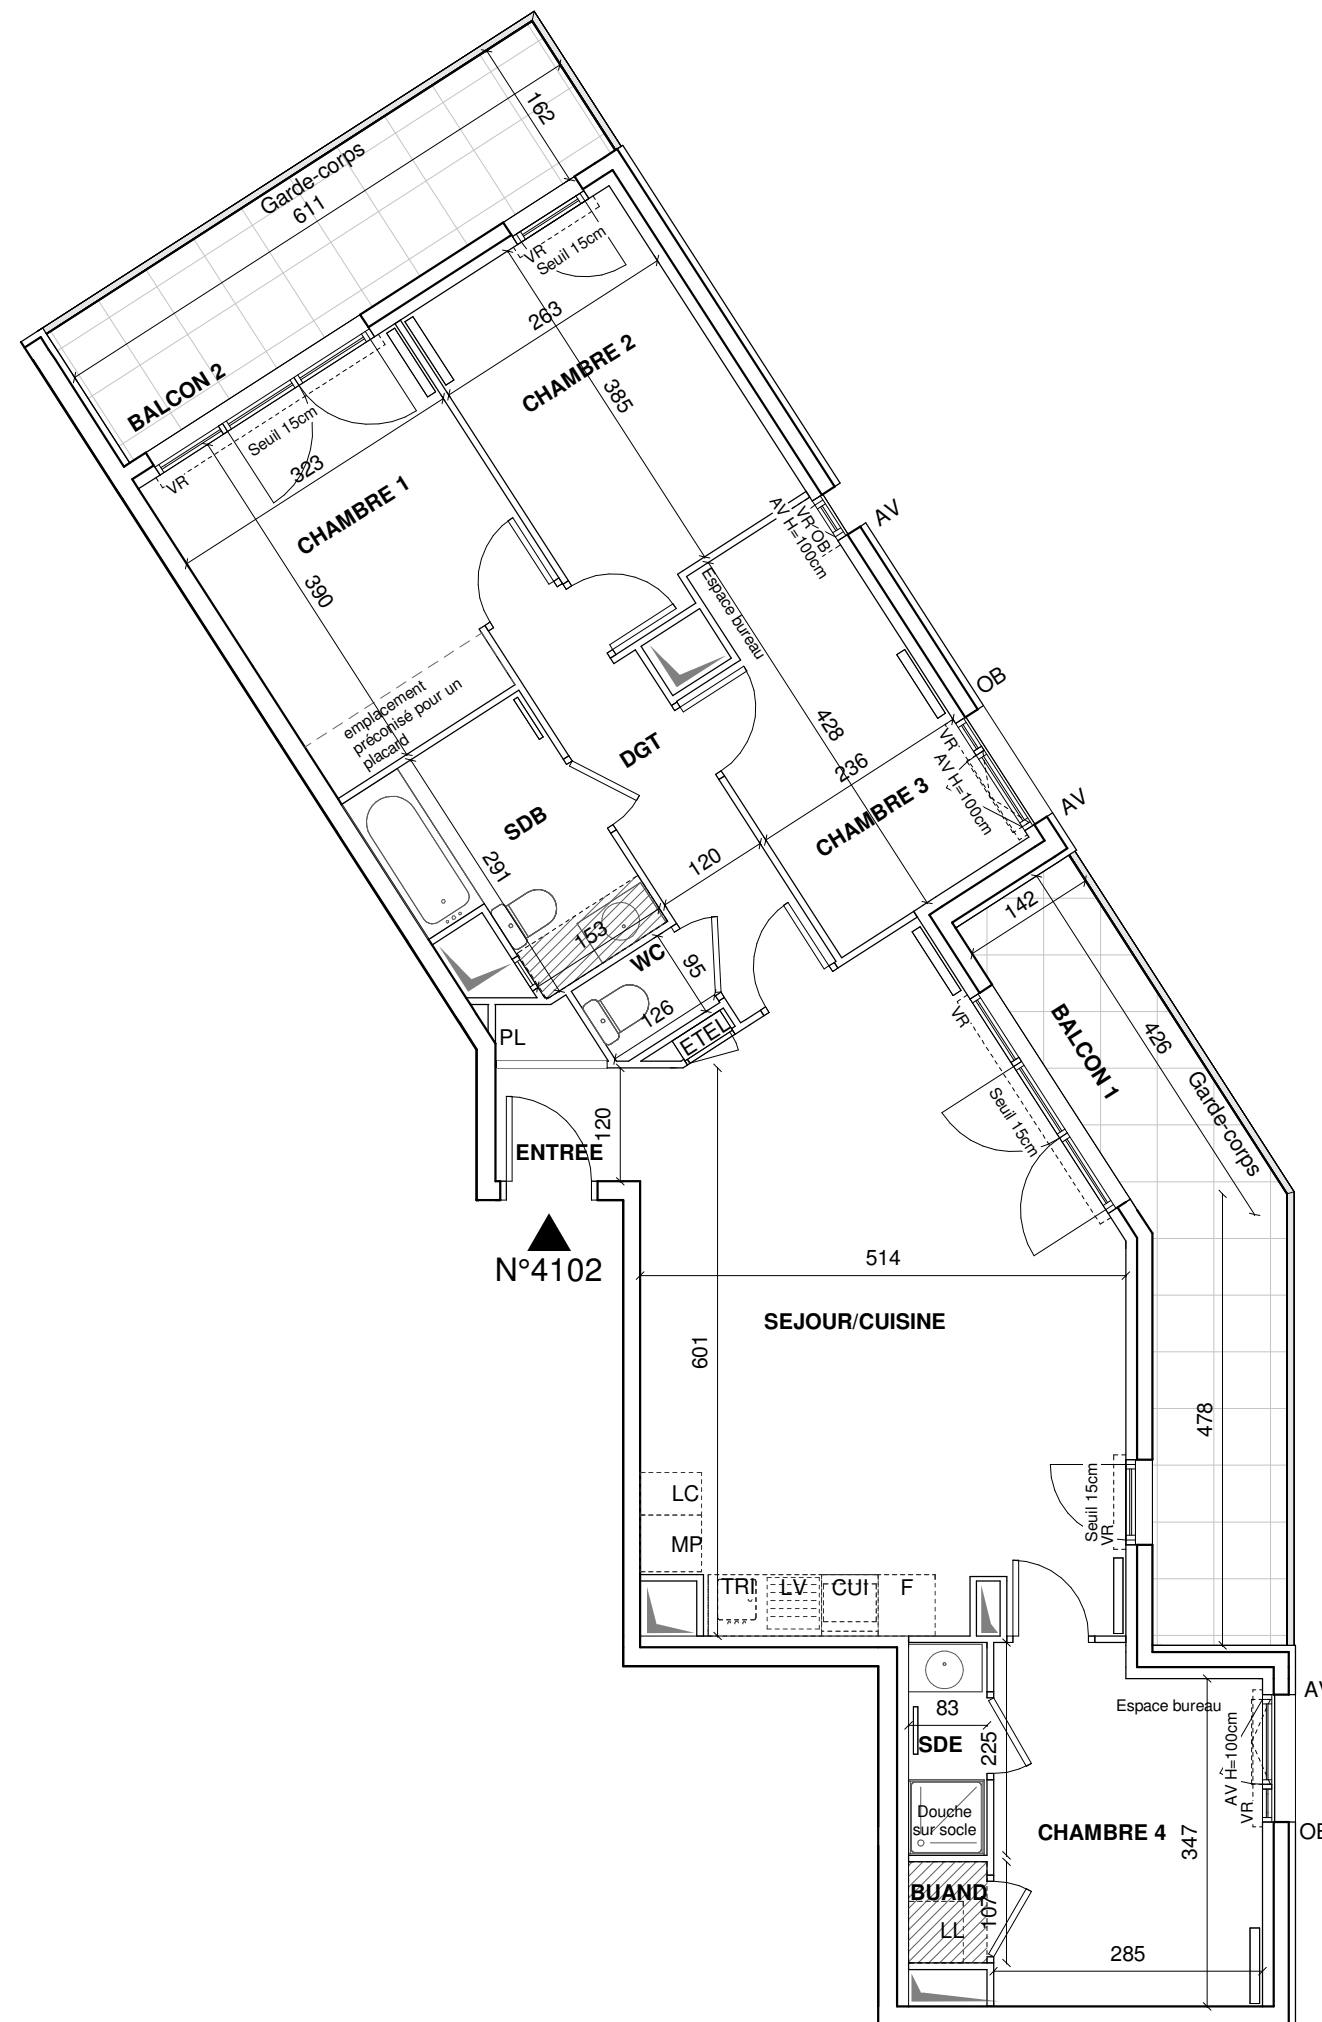 162
Garde-corps
611
VR
Seuil 15cm
263
CHAMBRE 2
385
BALCON 2
Seuil 15cm
323
VR
CHAMBRE 1
390
AV
VR OB
AV H=100cm
Espace bureau
OB
emplacement
préconisé pour un
placard
DGT
428
236
VR
AV H=100cm
CHAMBRE 3
AV
SDB
291
120
142
153
WC
95
126
ETEL
PL
VR
BALCON 1
426
Garde-corps
Seuil 15cm
120
ENTREE
N°4102
514
SEJOUR/CUISINE
601
478
LC
MP
Seuil 15cm
VR
TRI
LV
CUI
F
Espace bureau
AV
83
SDE
225
AV H=100cm
VR
Douche
sur socle
CHAMBRE 4
347
OB
BUAND
107
LL
285